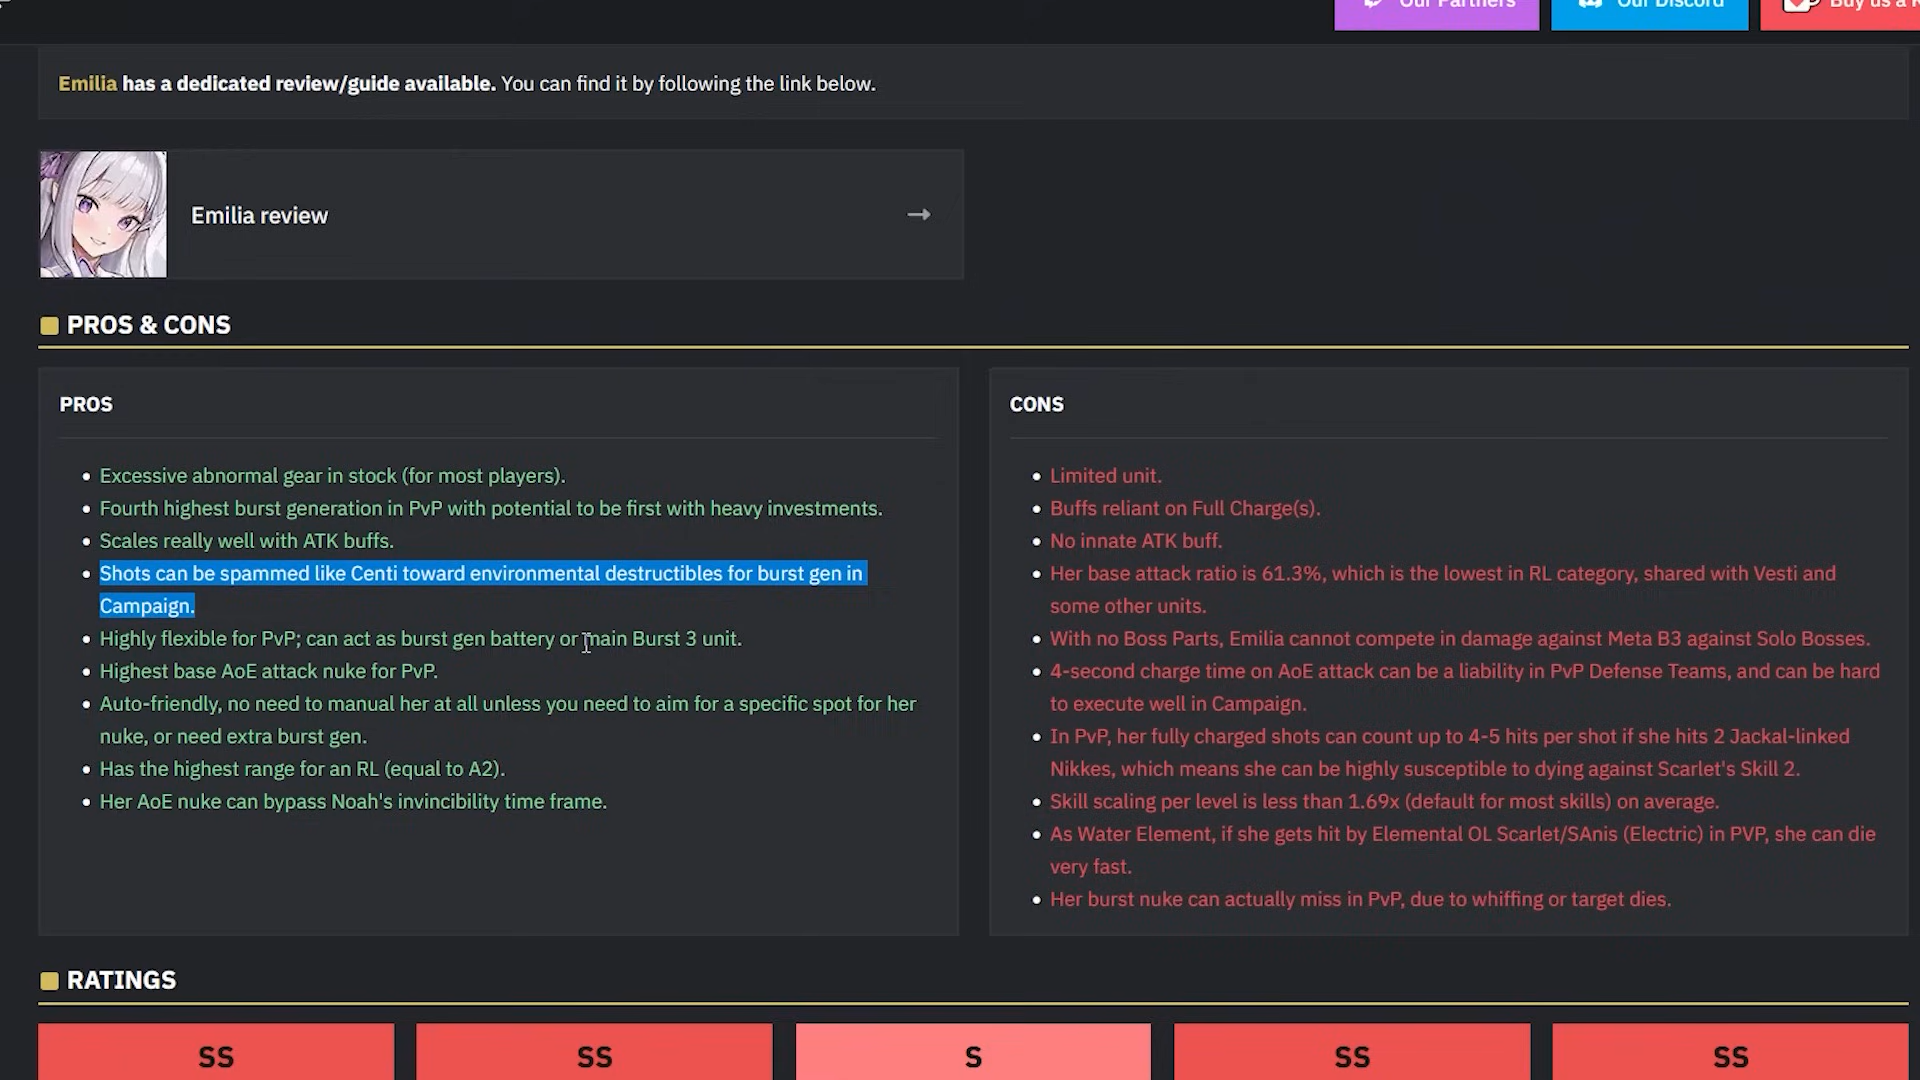 Our Partners
Our Discord
Buy us a
Emilia has a dedicated review/guide available. You can find it by following the link below.
Emilia review
PROS & CONS
PROS
Excessive abnormal gear in stock (for most players).
Fourth highest burst generation in PvP with potential to be first with heavy investments.
Scales really well with ATK buffs.
Shots can be spammed like Centi toward environmental destructibles for burst gen in
Campaign.
Highly flexible for PvP; can act as burst gen battery or main Burst 3 unit.
Highest base AoE attack nuke for PvP.
Auto-friendly, no need to manual her at all unless you need to aim for a specific spot for her
nuke, or need extra burst gen.
Has the highest range for an RL (equal to A2).
Her AoE nuke can bypass Noah's invincibility time frame.
CONS
Limited unit.
Buffs reliant on Full Charge(s).
No innate ATK buff.
Her base attack ratio is 61.3%, which is the lowest in RL category, shared with Vesti and
some other units.
With no Boss Parts, Emilia cannot compete in damage against Meta B3 against Solo Bosses.
4-second charge time on AoE attack can be a liability in PvP Defense Teams, and can be hard
to execute well in Campaign.
In PvP, her fully charged shots can count up to 4-5 hits per shot if she hits 2 Jackal-linked
Nikkes, which means she can be highly susceptible to dying against Scarlet's Skill 2.
Skill scaling per level is less than 1.69x (default for most skills) on average.
As Water Element, if she gets hit by Elemental OL Scarlet/SAnis (Electric) in PVP, she can die
very fast.
Her burst nuke can actually miss in PvP, due to whiffing or target dies.
RATINGS
SS
SS
S
SS
SS